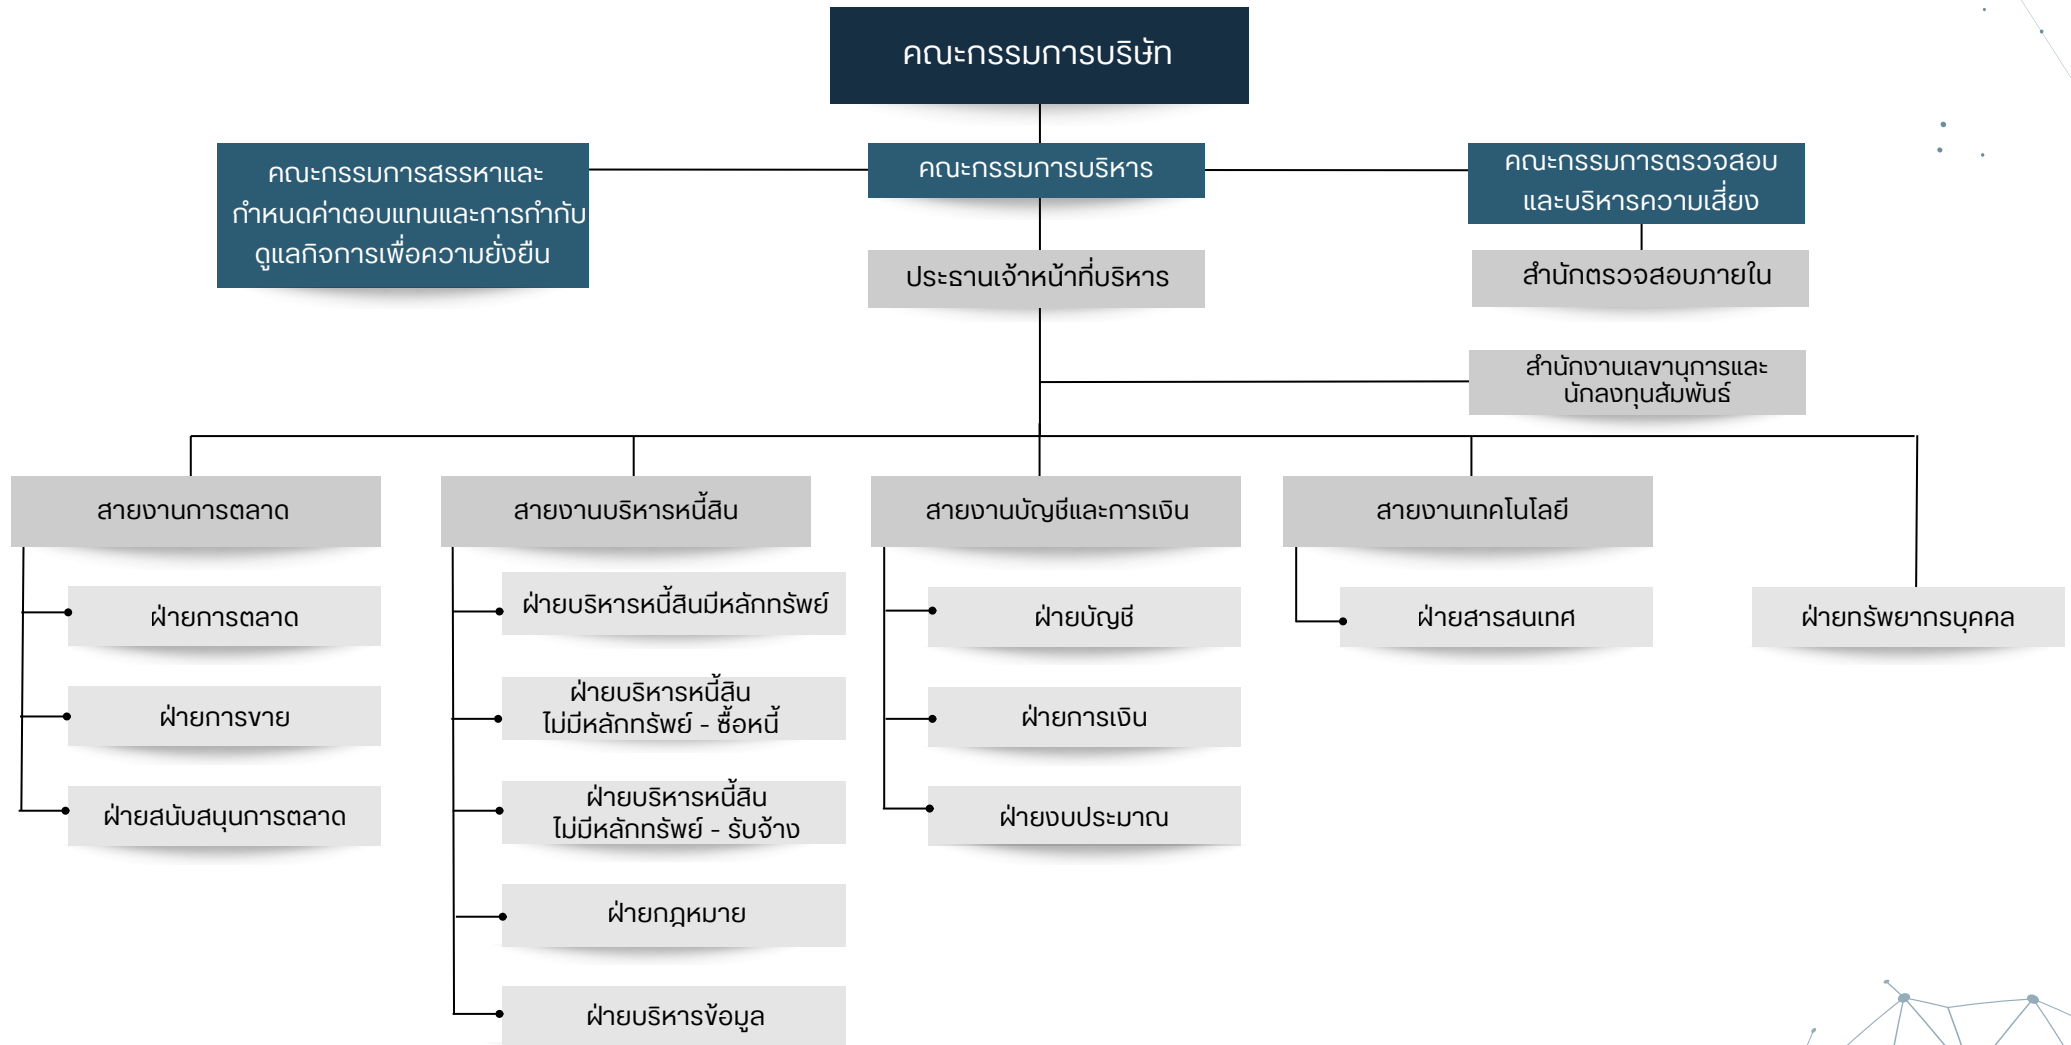 คณะกรรมการบริษัท
คณะกรรมการสรรหาและ
กำหนดค่าตอบแทนและการกำกับ
ดูแลกิจการเพื่อความยั่งยืน
คณะกรรมการบริหาร
คณะกรรมการตรวจสอบ
และบริหารความเสี่ยง
ประธานเจ้าหน้าที่บริหาร
สำนักตรวจสอบภายใน
สำนักงานเลขานุการและ
นักลงทุนสัมพันธ์
สายงานการตลาด
ฝ่ายการตลาด
ฝ่ายการขาย
ฝ่ายสนับสนุนการตลาด
สายงานบริหารหนี้สิน
ฝ่ายบริหารหนี้สินมีหลักทรัพย์
ฝ่ายบริหารหนี้สิน
ไม่มีหลักทรัพย์ - ซื้อหนี้
ฝ่ายบริหารหนี้สิน
ไม่มีหลักทรัพย์ - รับจ้าง
ฝ่ายกฎหมาย
ฝ่ายบริหารข้อมูล
สายงานบัญชีและการเงิน
ฝ่ายบัญชี
ฝ่ายการเงิน
ฝ่ายงบประมาณ
สายงานเทคโนโลยี
ฝ่ายสารสนเทศ
ฝ่ายทรัพยากรบุคคล